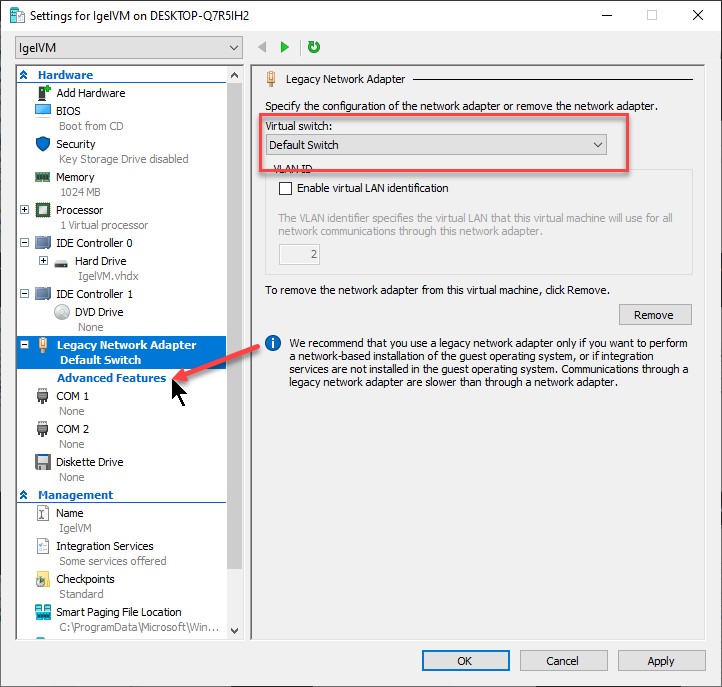 Settings for IgelVM on DESKTOP-Q7R5IH2
IgelVM
Hardware
Add Hardware
BIOS
Boot from CD
Security
Key Storage Drive disabled
Memory
1024 MB
Processor
1 Virtual processor
IDE Controller 0
Hard Drive
IgelVM.vhdx
IDE Controller 1
DVD Drive
None
Legacy Network Adapter
Default Switch
Advanced Features
COM 1
None
COM 2
None
Diskette Drive
None
Management
Name
IgelVM
Integration Services
Some services offered
Checkpoints
Standard
Smart Paging File Location
C:\ProgramData\Microsoft\Win...
Legacy Network Adapter
Specify the configuration of the network adapter or remove the network adapter.
Virtual switch:
Default Switch
VLAN ID
Enable virtual LAN identification
The VLAN identifier specifies the virtual LAN that this virtual machine will use for all
network communications through this network adapter.
2
To remove the network adapter from this virtual machine, click Remove.
Remove
We recommend that you use a legacy network adapter only if you want to perform
a network-based installation of the guest operating system, or if integration
services are not installed in the guest operating system. Communications through a
legacy network adapter are slower than through a network adapter.
OK
Cancel
Apply